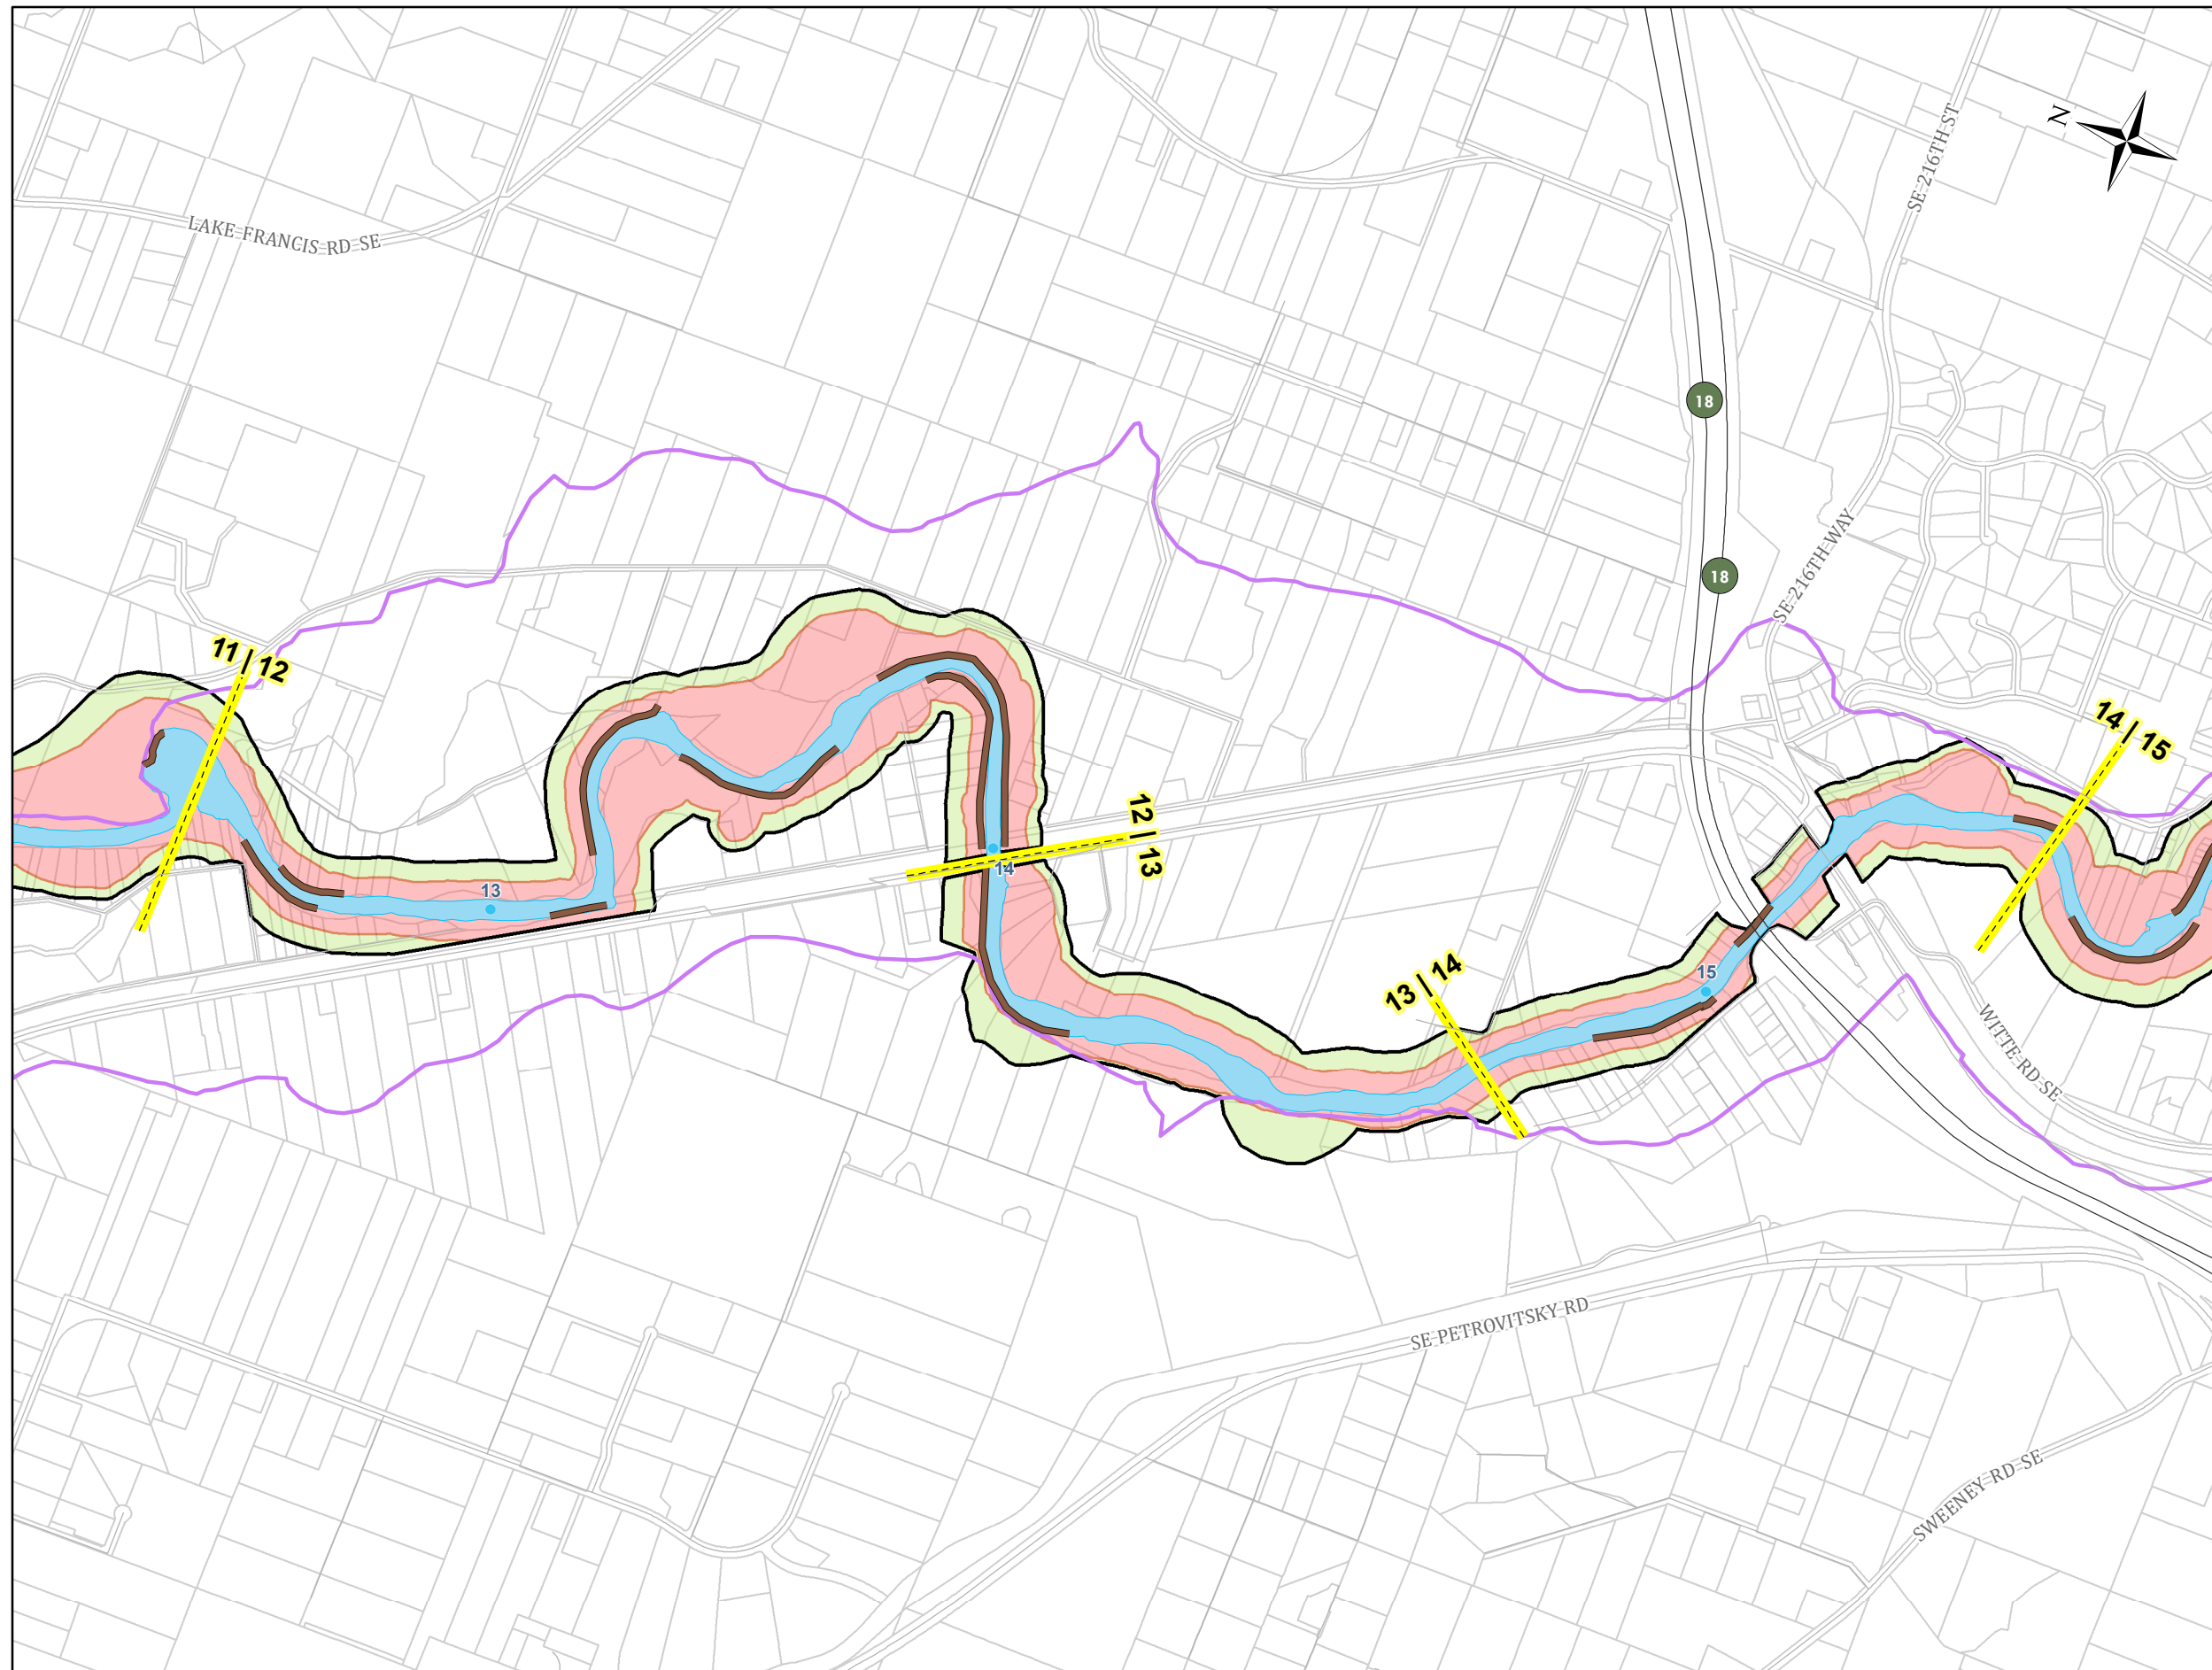 N
SE 216TH ST
LAKE FRANCIS RD SE
18
18
SE 216TH WAY
11 | 12
14 | 15
12 | 13
13
14
13 | 14
15
WITTE RD SE
SE PETROVITSKY RD
SWEENEY RD SE